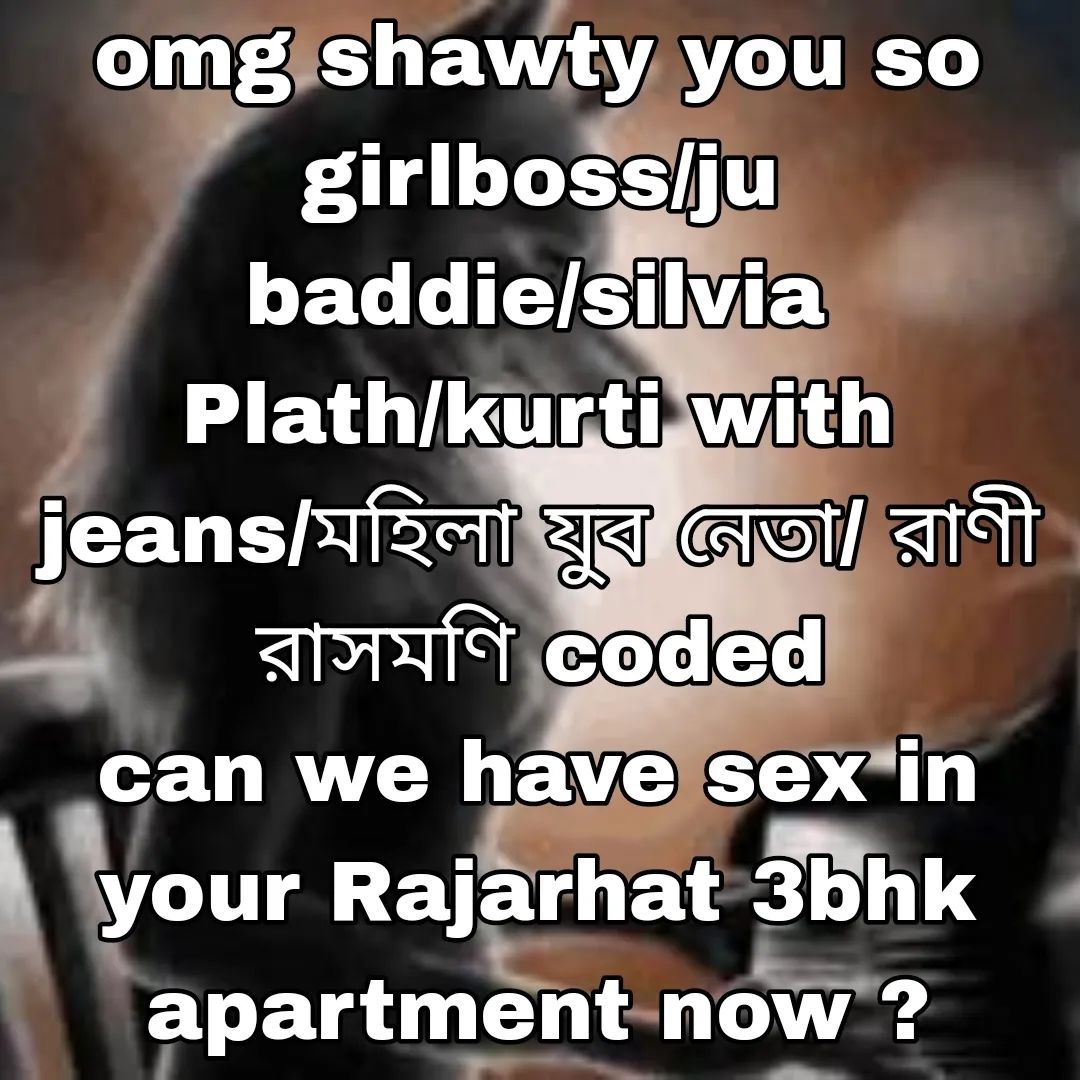 omg shawty you so
girlboss/ju
baddie/silvia
Plath/kurti with
jeans/মহিলা যুব নেতা/ রাণী
রাসমণি coded
can we have sex in
your Rajarhat 3bhk
apartment now ?